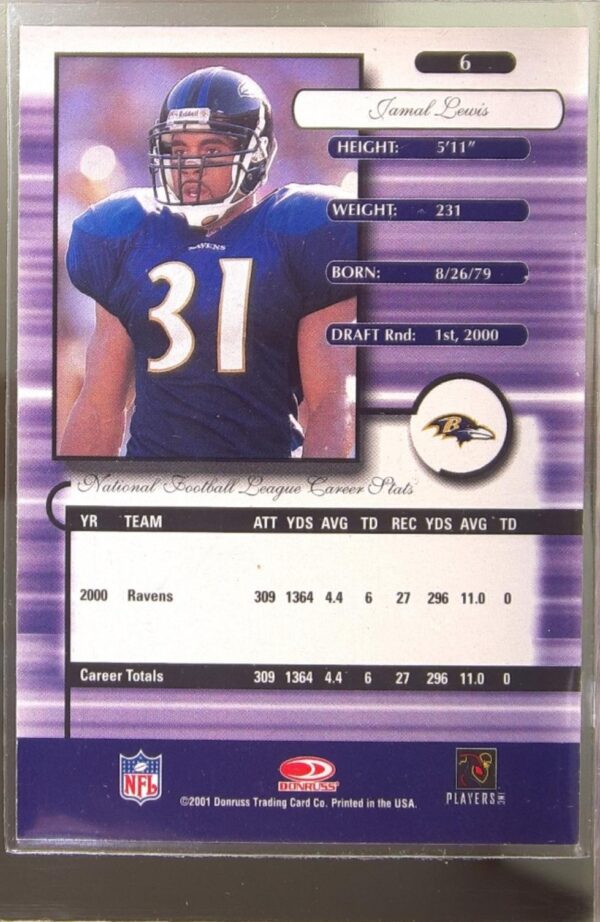 6
Jamal Lewis
HEIGHT: 5'11"
WEIGHT: 231
BORN: 8/26/79
DRAFT Rnd: 1st, 2000
Riddell
RAVENS
31
B
National Football League Career Stats
YR TEAM ATT YDS AVG TD REC YDS AVG TD
2000 Ravens 309 1364 4.4 6 27 296 11.0 0
Career Totals 309 1364 4.4 6 27 296 11.0 0
NFL
DONRUSS
PLAYERS INC
©2001 Donruss Trading Card Co. Printed in the USA.